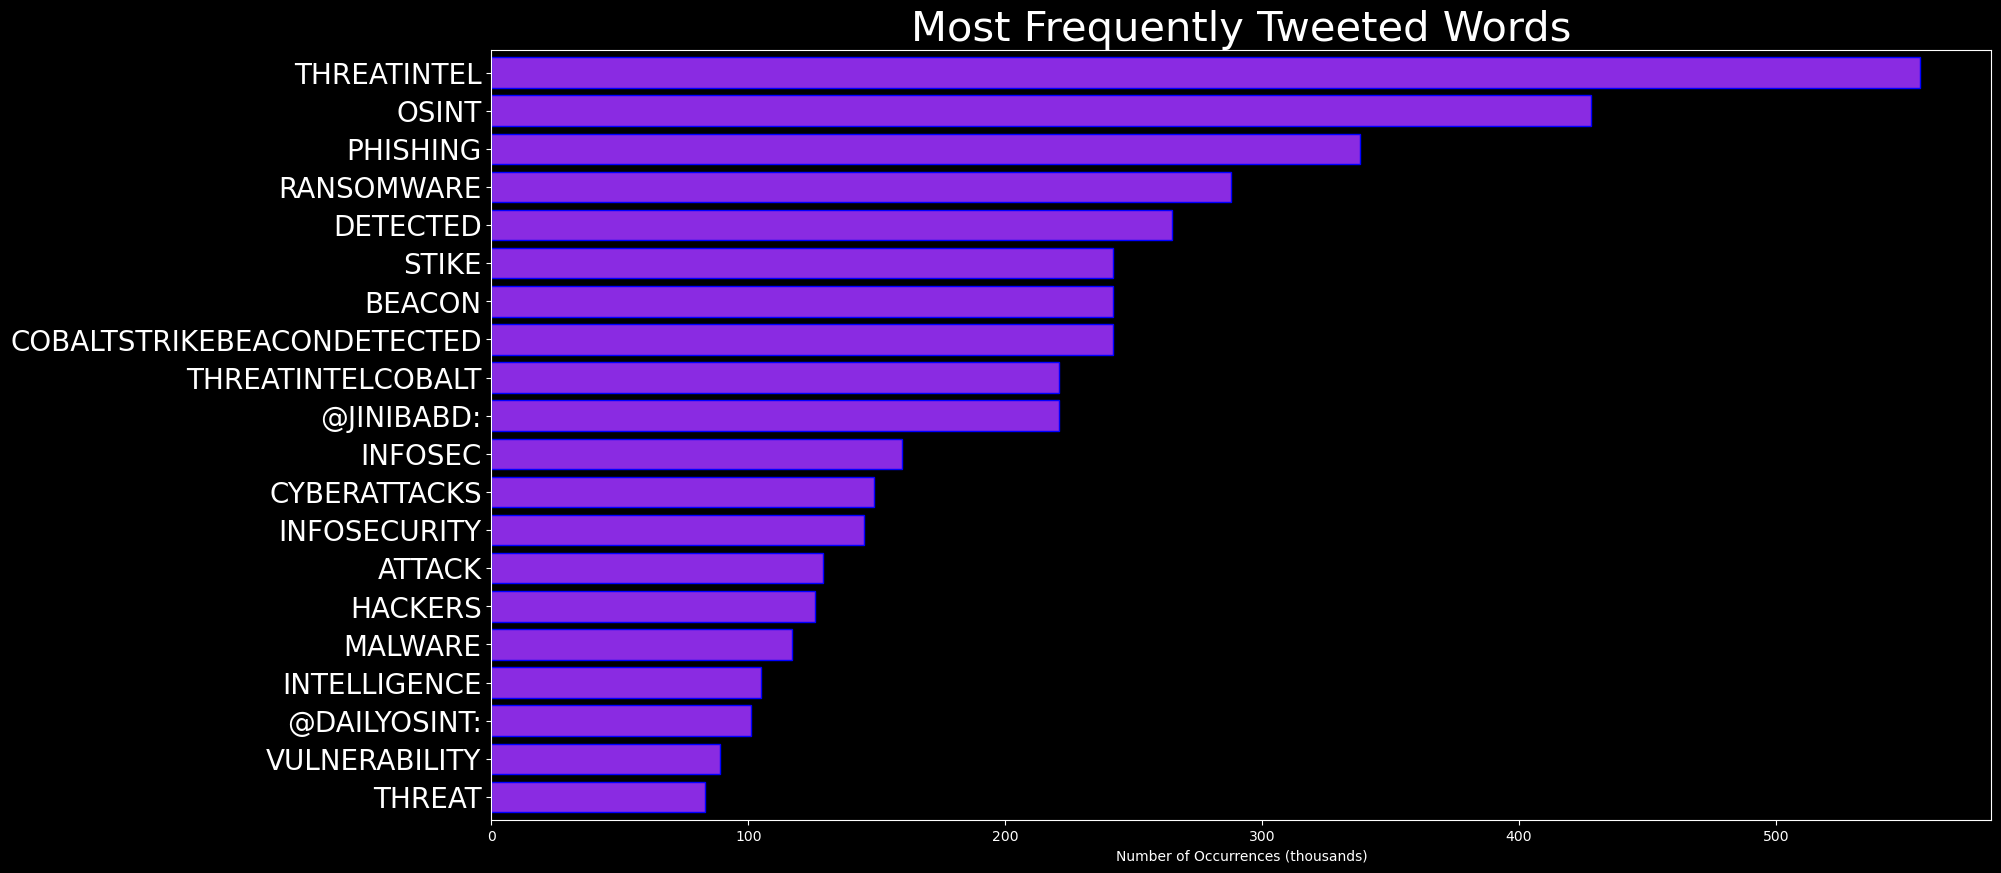 Most Frequently Tweeted Words
THREATINTEL
OSINT
PHISHING
RANSOMWARE
DETECTED
STIKE
BEACON
COBALTSTRIKEBEACONDETECTED
THREATINTELCOBALT
@JINIBABD:
INFOSEC
CYBERATTACKS
INFOSECURITY
ATTACK
HACKERS
MALWARE
INTELLIGENCE
@DAILYOSINT:
VULNERABILITY
THREAT
0 100 200 300 400 500
Number of Occurrences (thousands)